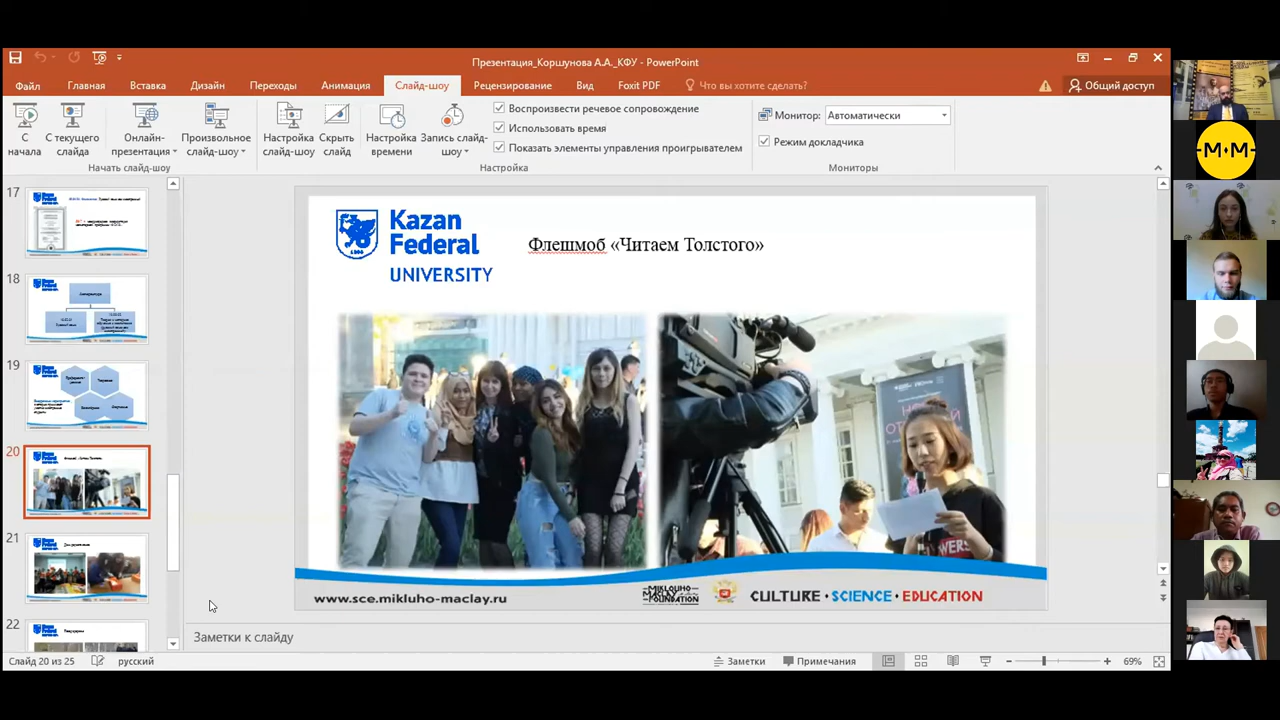 Презентация_Коршунова А.А._КФУ - PowerPoint
Файл Главная Вставка Дизайн Переходы Анимация Слайд-шоу Рецензирование Вид Foxit PDF Что вы хотите сделать? Общий доступ
С начала
С текущего слайда
Онлайн-презентация
Произвольное слайд-шоу
Начать слайд-шоу
Настройка слайд-шоу
Скрыть слайд
Настройка времени
Запись слайд-шоу
Воспроизвести речевое сопровождение
Использовать время
Показать элементы управления проигрывателем
Настройка
Монитор: Автоматически
Режим докладчика
Мониторы
M·M
17
18
19
20
21
22
Kazan
Federal
UNIVERSITY
Флешмоб «Читаем Толстого»
www.sce.mikluho-maclay.ru
MIKLOUHO
MACLAY
FOUNDATION
CULTURE • SCIENCE • EDUCATION
Заметки к слайду
Слайд 20 из 25 русский Заметки Примечания 69%